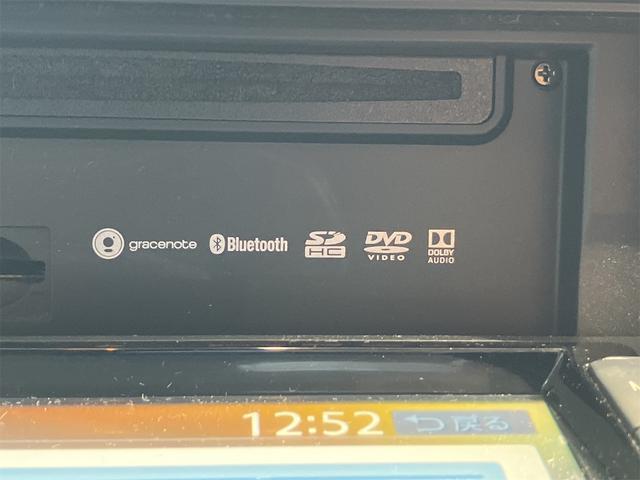 gracenote Bluetooth SD HC DVD VIDEO DOLBY AUDIO
12:52 戻る